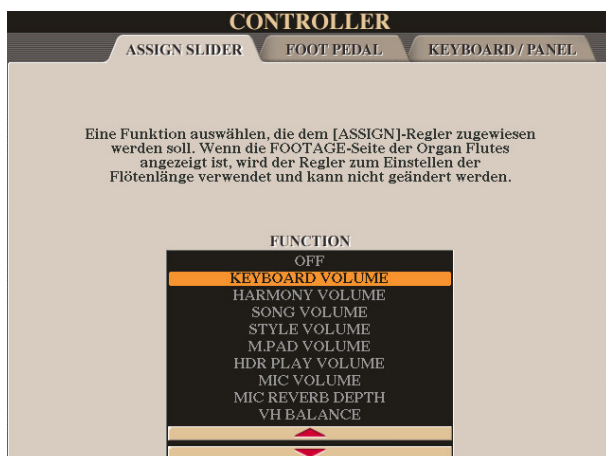 CONTROLLER
ASSIGN SLIDER FOOT PEDAL KEYBOARD / PANEL
Eine Funktion auswählen, die dem [ASSIGN]-Regler zugewiesen
werden soll. Wenn die FOOTAGE-Seite der Organ Flutes
angezeigt ist, wird der Regler zum Einstellen der
Flötenlänge verwendet und kann nicht geändert werden.
FUNCTION
OFF
KEYBOARD VOLUME
HARMONY VOLUME
SONG VOLUME
STYLE VOLUME
M.PAD VOLUME
HDR PLAY VOLUME
MIC VOLUME
MIC REVERB DEPTH
VH BALANCE